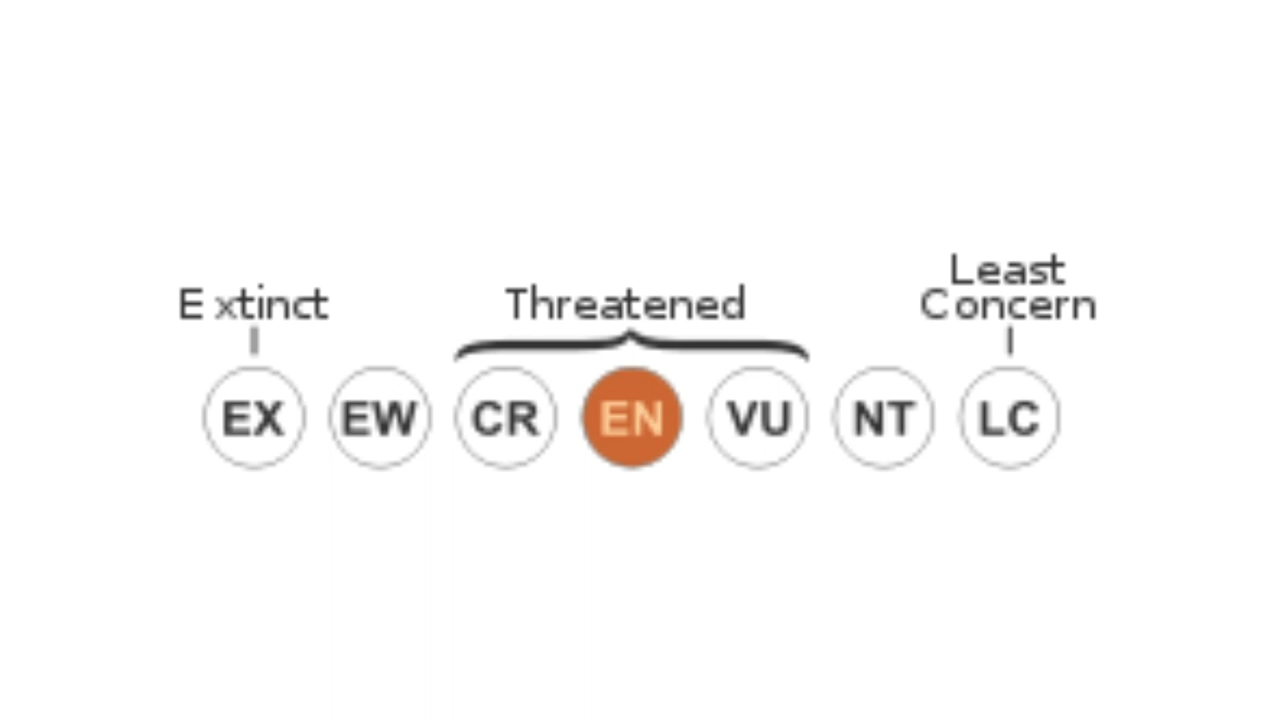 Extinct
Threatened
Least
Concern
EX EW CR EN VU NT LC